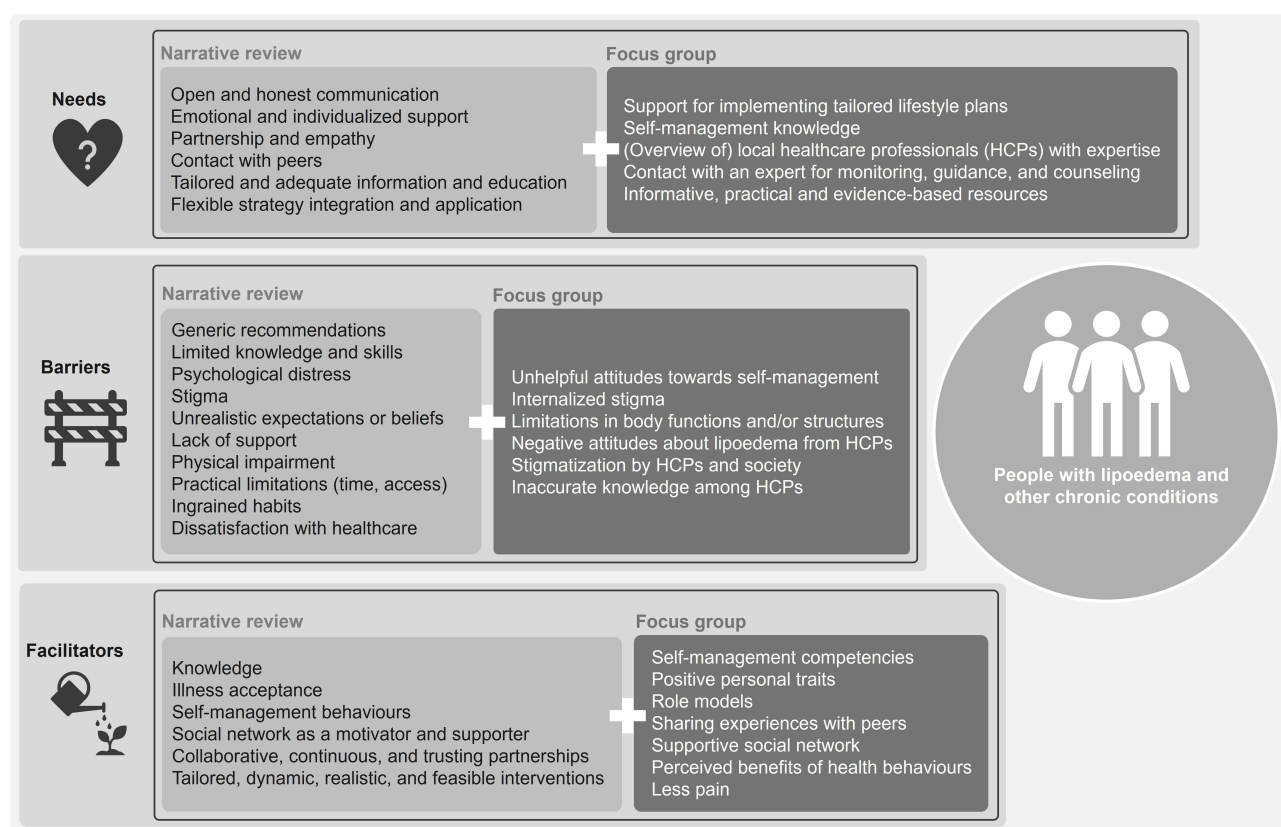 Needs
?
Narrative review
Open and honest communication
Emotional and individualized support
Partnership and empathy
Contact with peers
Tailored and adequate information and education
Flexible strategy integration and application
Focus group
Support for implementing tailored lifestyle plans
Self-management knowledge
(Overview of) local healthcare professionals (HCPs) with expertise
Contact with an expert for monitoring, guidance, and counseling
Informative, practical and evidence-based resources
Barriers
Narrative review
Generic recommendations
Limited knowledge and skills
Psychological distress
Stigma
Unrealistic expectations or beliefs
Lack of support
Physical impairment
Practical limitations (time, access)
Ingrained habits
Dissatisfaction with healthcare
Focus group
Unhelpful attitudes towards self-management
Internalized stigma
Limitations in body functions and/or structures
Negative attitudes about lipoedema from HCPs
Stigmatization by HCPs and society
Inaccurate knowledge among HCPs
People with lipoedema and
other chronic conditions
Facilitators
Narrative review
Knowledge
Illness acceptance
Self-management behaviours
Social network as a motivator and supporter
Collaborative, continuous, and trusting partnerships
Tailored, dynamic, realistic, and feasible interventions
Focus group
Self-management competencies
Positive personal traits
Role models
Sharing experiences with peers
Supportive social network
Perceived benefits of health behaviours
Less pain